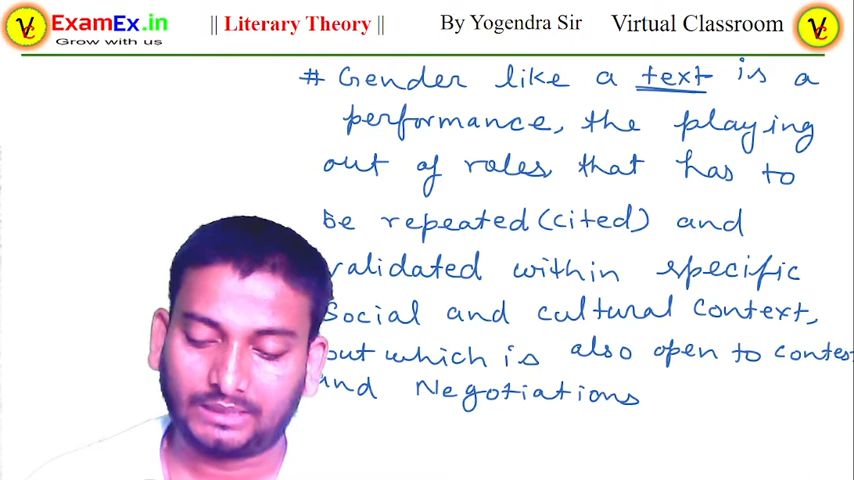 ExamEx.in
Grow with us
|| Literary Theory ||
By Yogendra Sir
Virtual Classroom
# Gender like a text is a
performance, the playing
out of roles that has to
be repeated (cited) and
validated within specific
Social and cultural Context,
but which is also open to contes
and Negotiations